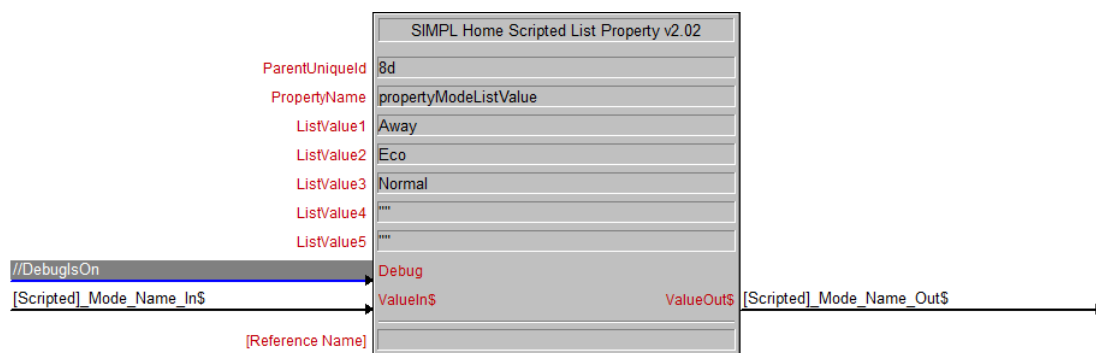 SIMPL Home Scripted List Property v2.02
ParentUniqueId 8d
PropertyName propertyModeListValue
ListValue1 Away
ListValue2 Eco
ListValue3 Normal
ListValue4 ""
ListValue5 ""
//DebugIsOn Debug
[Scripted]_Mode_Name_In$ ValueIn$ ValueOut$ [Scripted]_Mode_Name_Out$
[Reference Name]